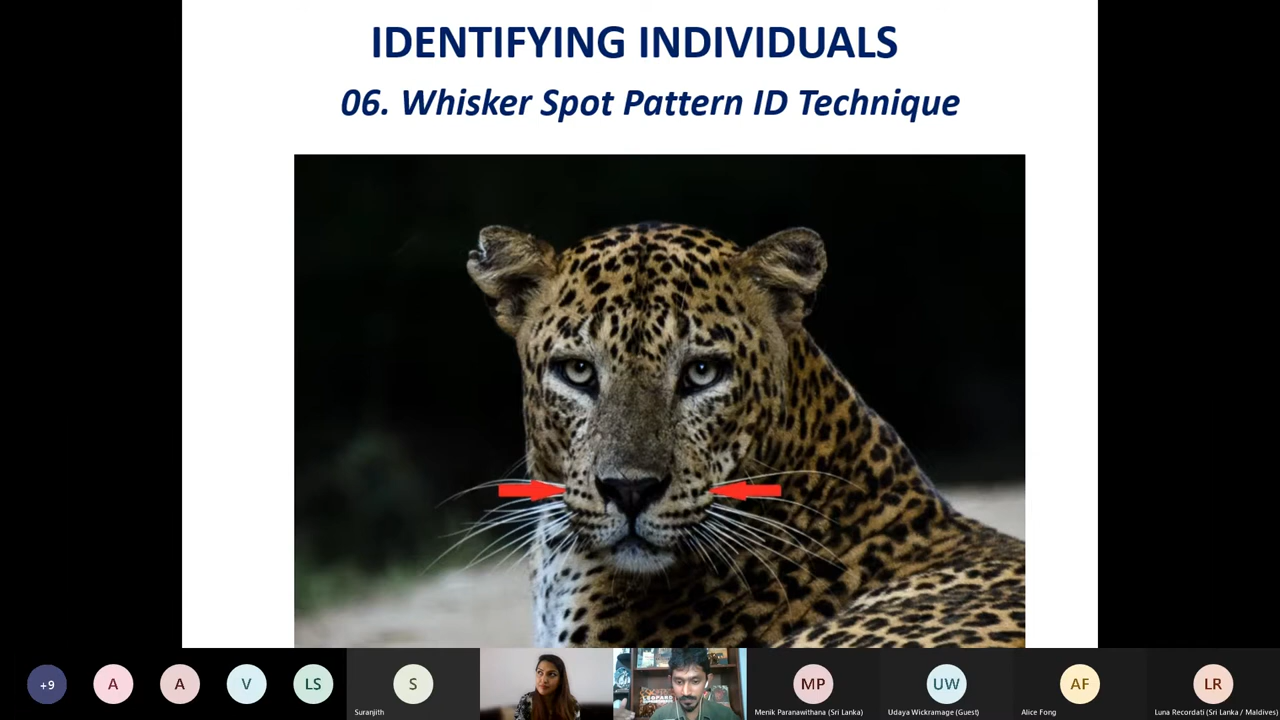 IDENTIFYING INDIVIDUALS
06. Whisker Spot Pattern ID Technique
+9
A
A
V
LS
S
Suranjith
LEOPARD
MP
Menik Paranawithana (Sri Lanka)
UW
Udaya Wickramage (Guest)
AF
Alice Fong
LR
Luna Recordati (Sri Lanka / Maldives)